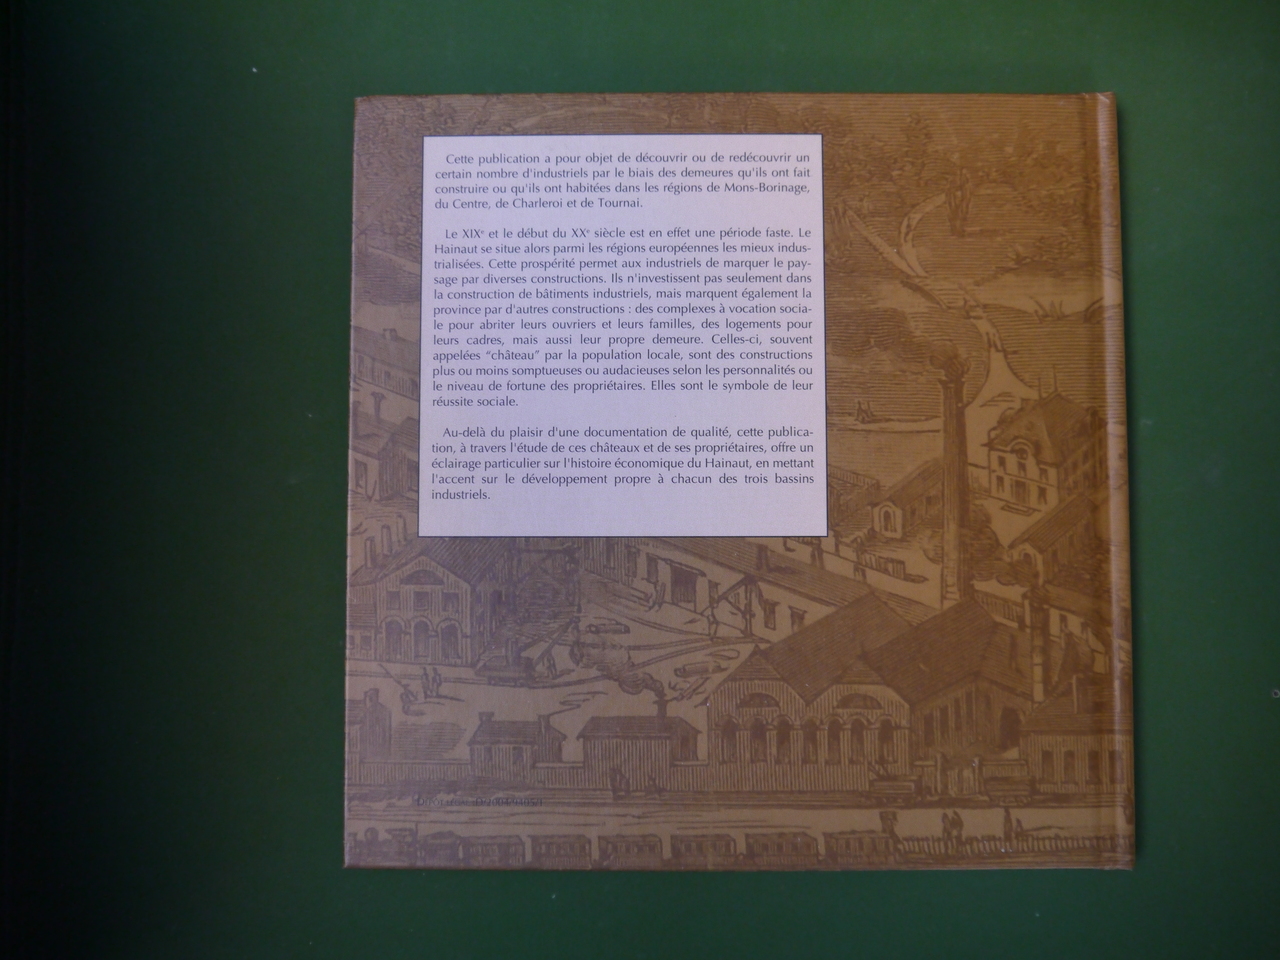 Cette publication a pour objet de découvrir ou de redécouvrir un
certain nombre d'industriels par le biais des demeures qu'ils ont fait
construire ou qu'ils ont habitées dans les régions de Mons-Borinage,
du Centre, de Charleroi et de Tournai.
Le XIXe et le début du XXe siècle est en effet une période faste. Le
Hainaut se situe alors parmi les régions européennes les mieux indus-
trialisées. Cette prospérité permet aux industriels de marquer le pay-
sage par diverses constructions. Ils n'investissent pas seulement dans
la construction de bâtiments industriels, mais marquent également la
province par d'autres constructions : des complexes à vocation socia-
le pour abriter leurs ouvriers et leurs familles, des logements pour
leurs cadres, mais aussi leur propre demeure. Celles-ci, souvent
appelées "château" par la population locale, sont des constructions
plus ou moins somptueuses ou audacieuses selon les personnalités ou
le niveau de fortune des propriétaires. Elles sont le symbole de leur
réussite sociale.
Au-delà du plaisir d'une documentation de qualité, cette publica-
tion, à travers l'étude de ces châteaux et de ses propriétaires, offre un
éclairage particulier sur l'histoire économique du Hainaut, en mettant
l'accent sur le développement propre à chacun des trois bassins
industriels.